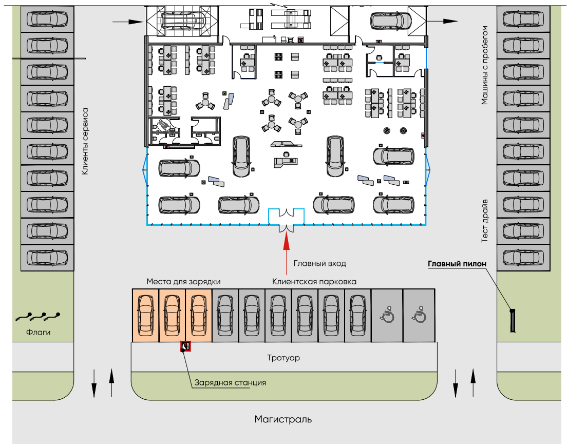 Клиенты сервиса
Машины с пробегом
Тест драйв
Главный вход
Главный пилон
Места для зарядки
Клиентская парковка
Флаги
Тротуар
Зарядная станция
Магистраль